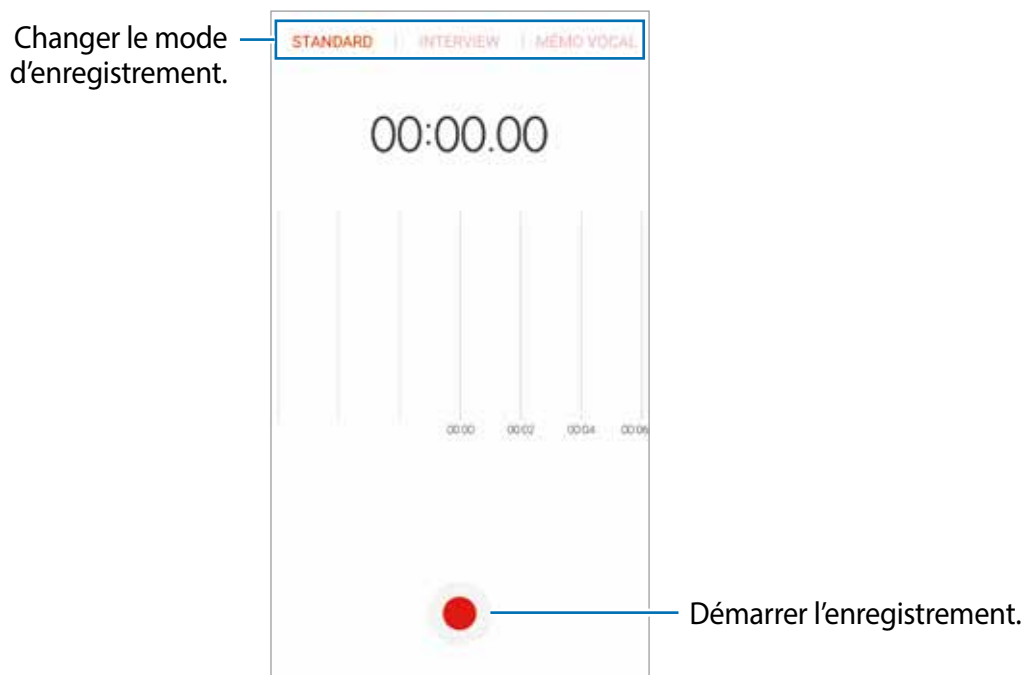 Changer le mode
d’enregistrement.
STANDARD | INTERVIEW | MÉMO VOCAL
00:00.00
00:00 00:02 00:04 00:06
Démarrer l’enregistrement.